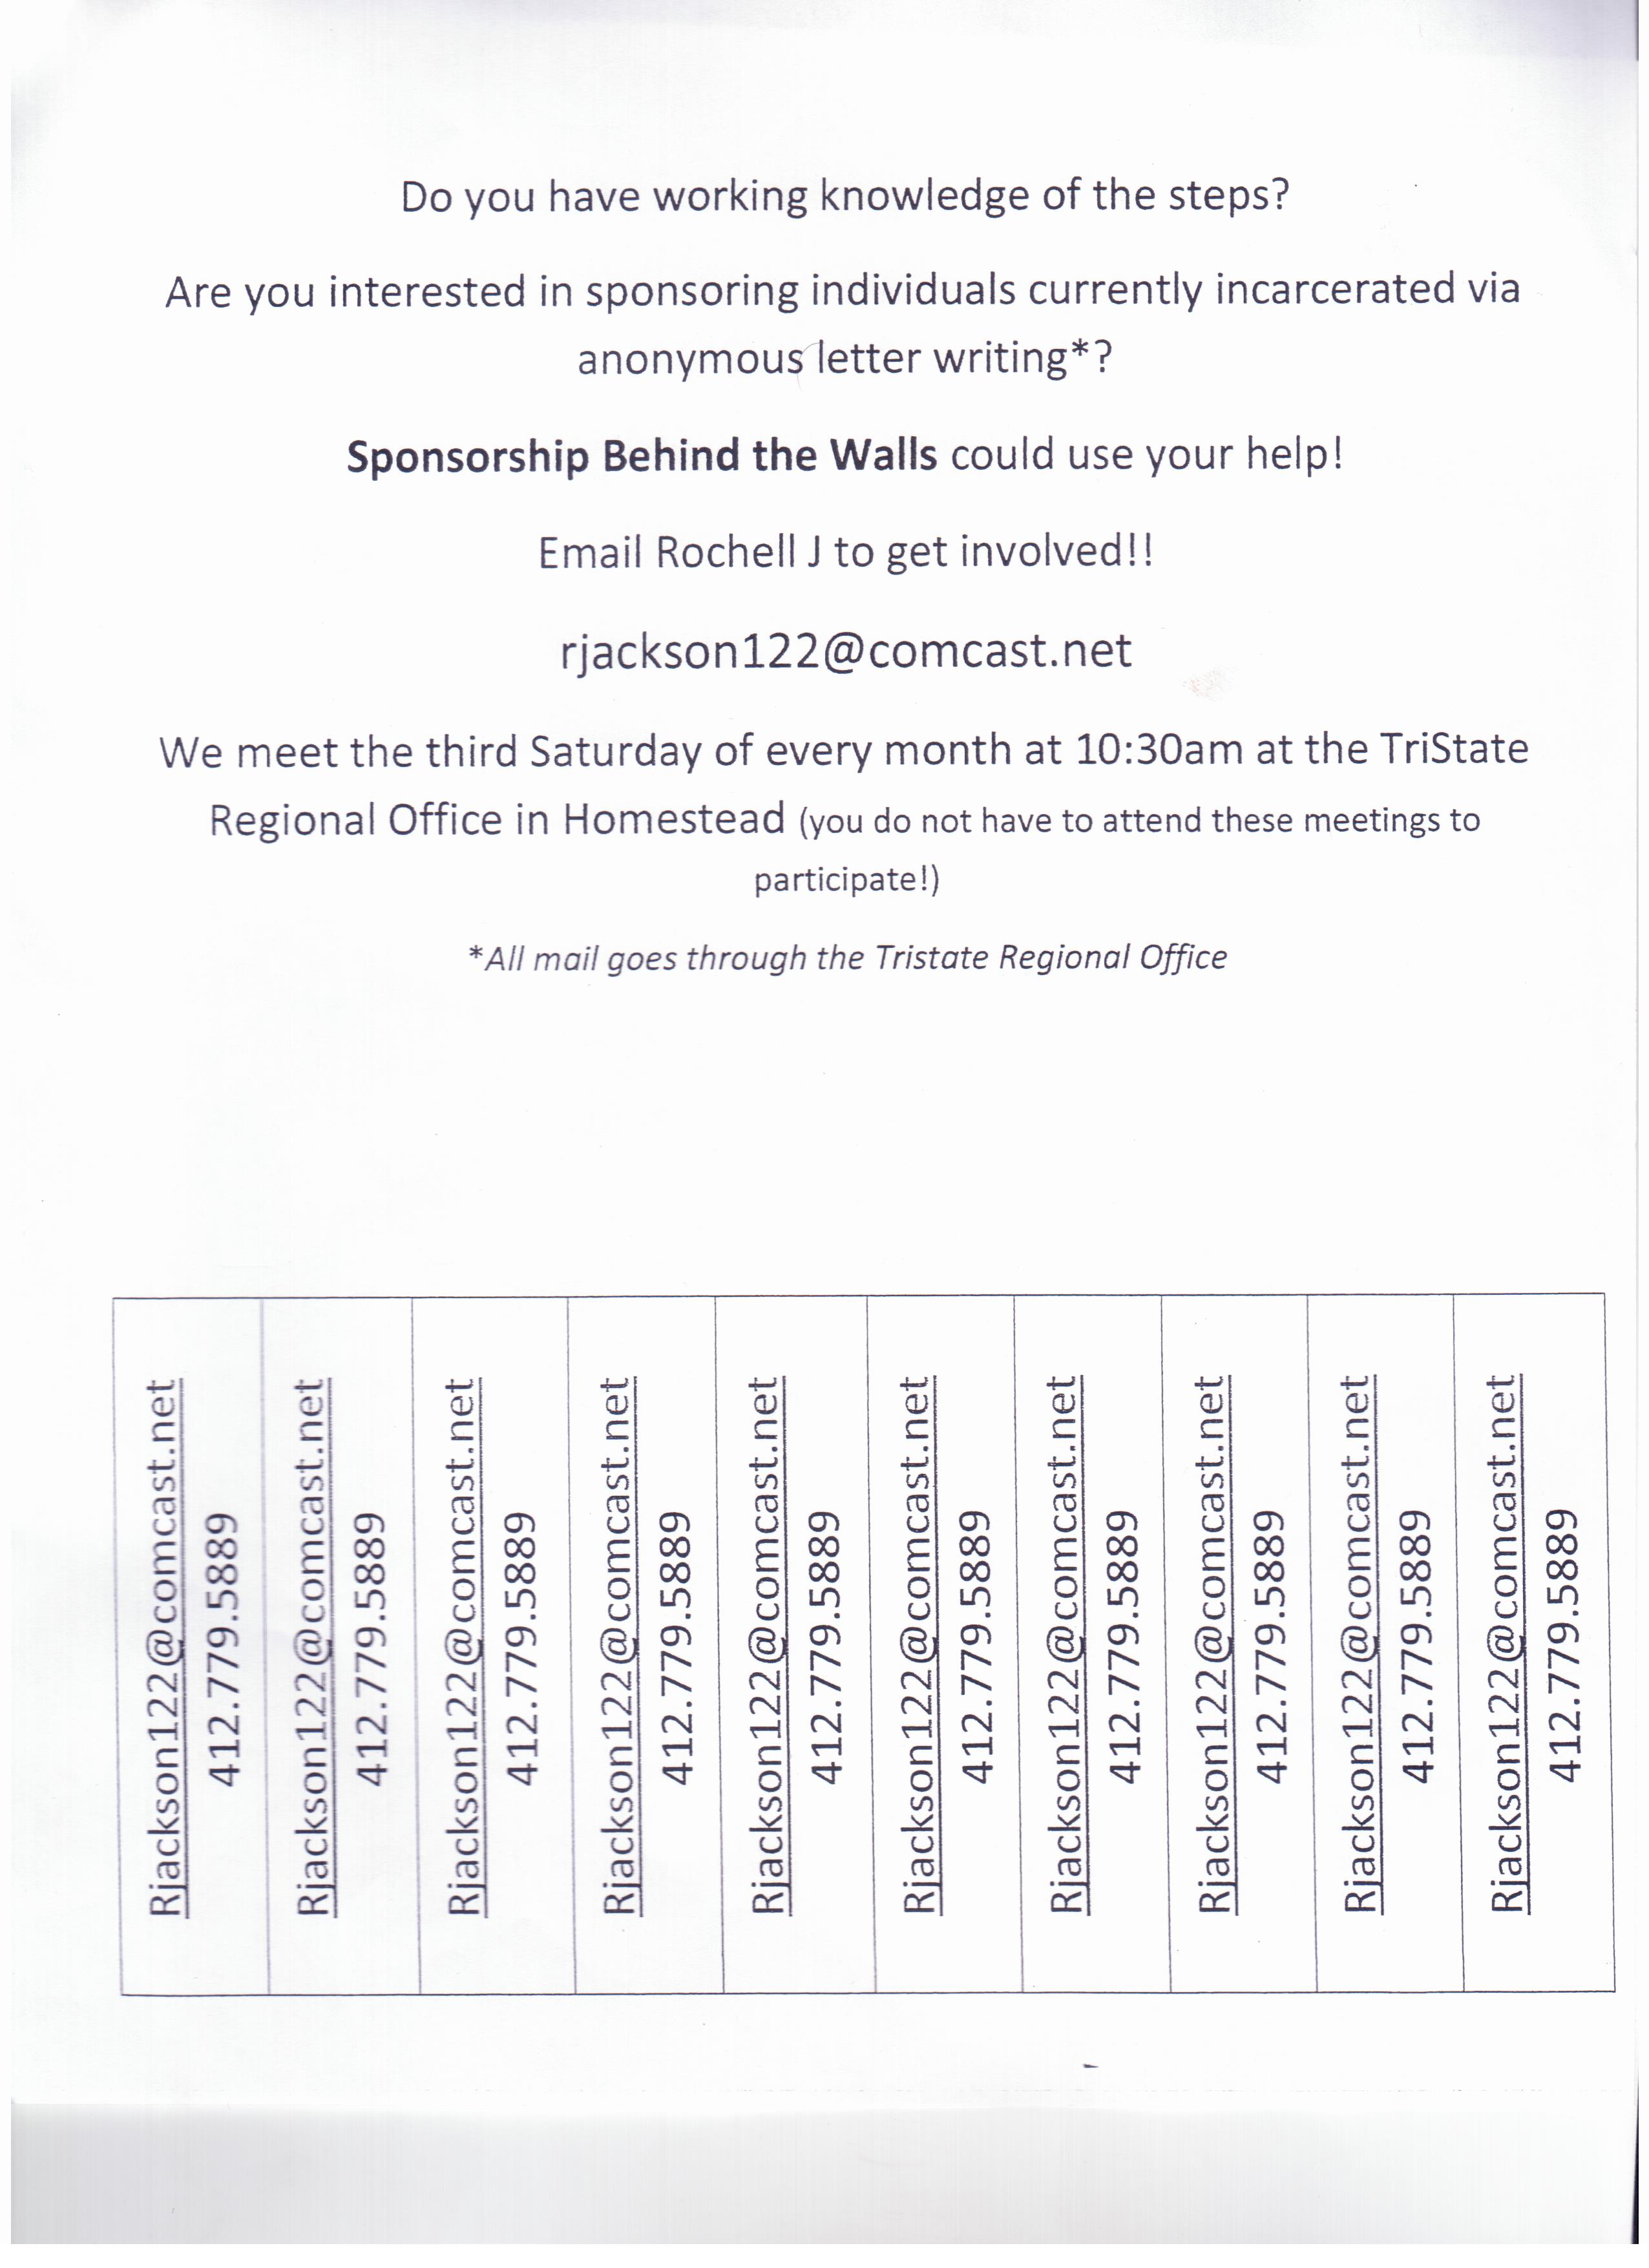 Do you have working knowledge of the steps?
Are you interested in sponsoring individuals currently incarcerated via
anonymous letter writing*?
Sponsorship Behind the Walls could use your help!
Email Rochell J to get involved!!
rjackson122@comcast.net
We meet the third Saturday of every month at 10:30am at the TriState
Regional Office in Homestead (you do not have to attend these meetings to
participate!)
*All mail goes through the Tristate Regional Office
Rjackson122@comcast.net
412.779.5889
Rjackson122@comcast.net
412.779.5889
Rjackson122@comcast.net
412.779.5889
Rjackson122@comcast.net
412.779.5889
Rjackson122@comcast.net
412.779.5889
Rjackson122@comcast.net
412.779.5889
Rjackson122@comcast.net
412.779.5889
Rjackson122@comcast.net
412.779.5889
Rjackson122@comcast.net
412.779.5889
Rjackson122@comcast.net
412.779.5889